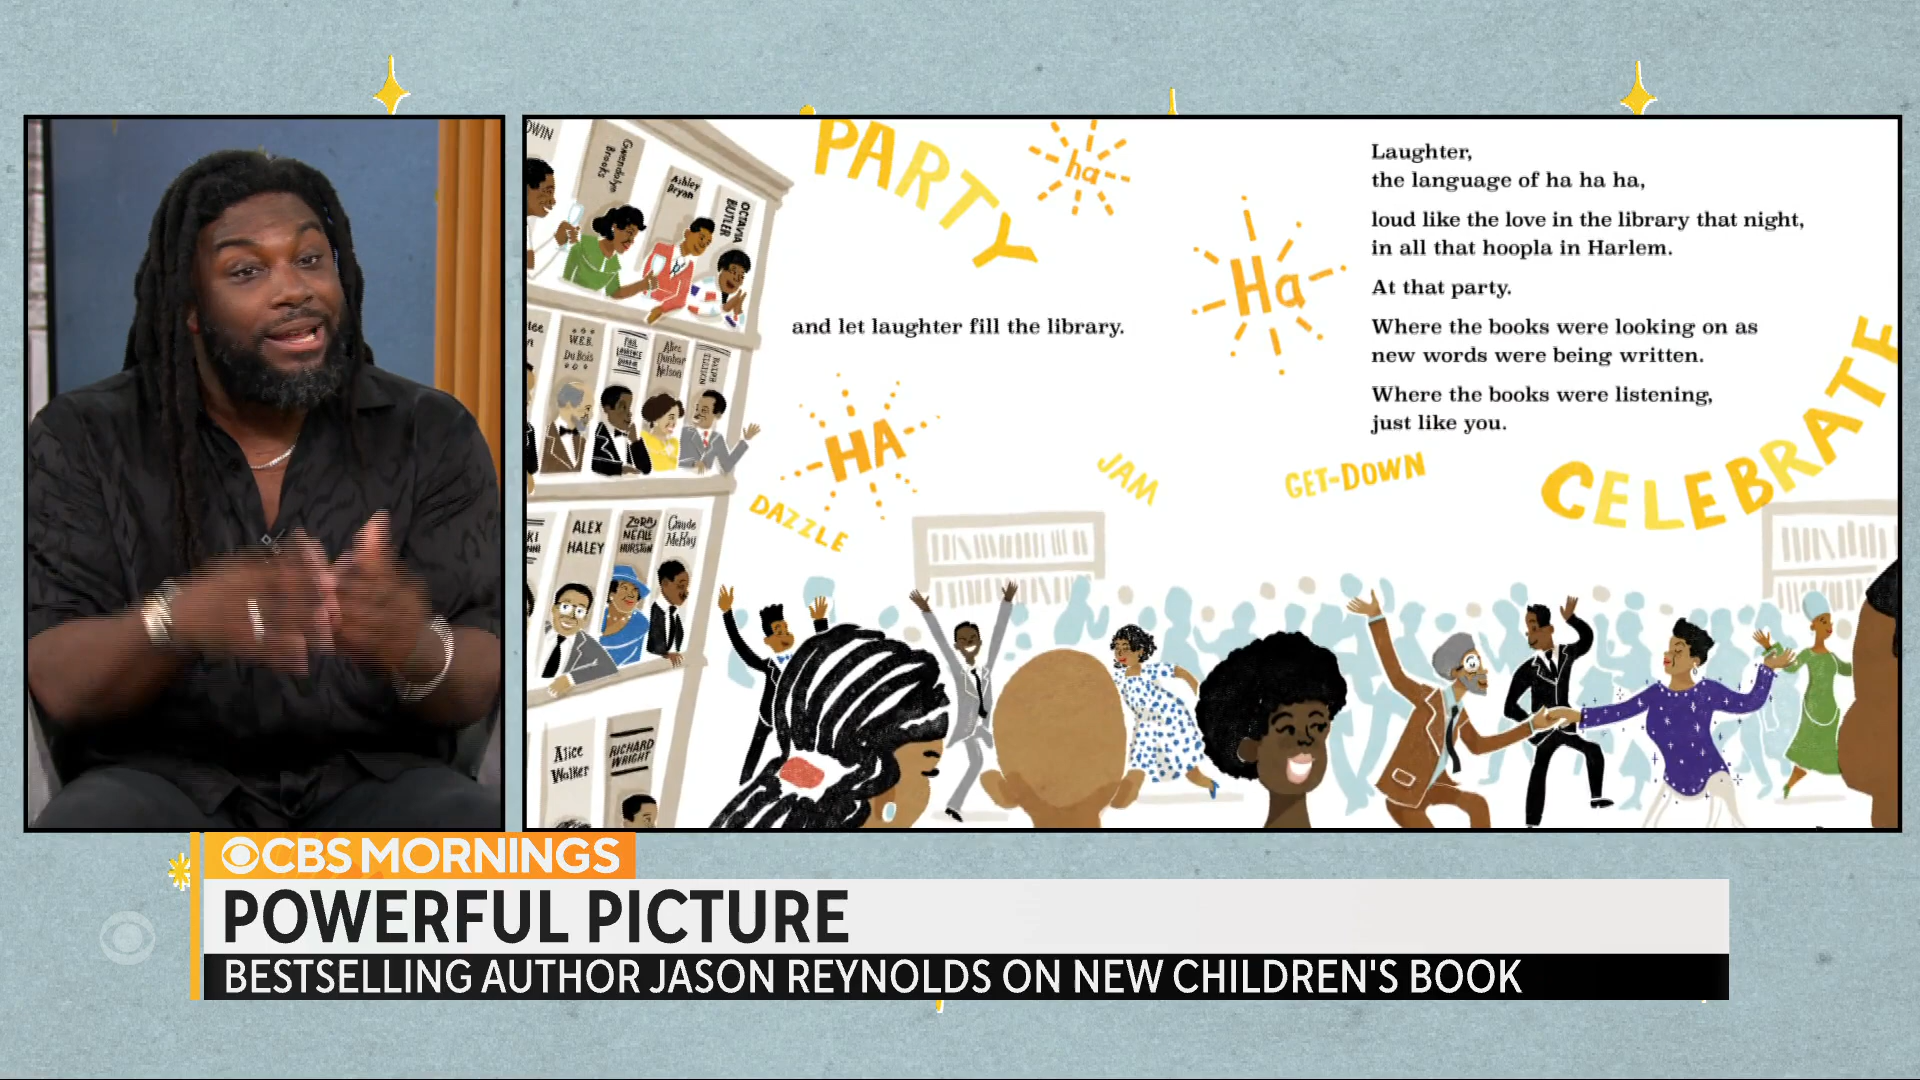 DWIN
Gwendolyn
Brooks
Ashley
Bryan
OCTAVIA
BUTLER
PARTY
ha
Ha
Laughter,
the language of ha ha ha,
loud like the love in the library that night,
in all that hoopla in Harlem.
At that party.
Where the books were looking on as
new words were being written.
Where the books were listening,
just like you.
and let laughter fill the library.
W.E.B.
Du Bois
PAUL
LAURENCE
DUNBAR
Alice
Dunbar
Nelson
RALPH
ELLISON
HA
DAZZLE
JAM
GET-DOWN
CELEBRATE
KI
ALEX
HALEY
ZORA
NEALE
HURSTON
Claude
McKay
Alice
Walker
RICHARD
WRIGHT
CBS MORNINGS
POWERFUL PICTURE
BESTSELLING AUTHOR JASON REYNOLDS ON NEW CHILDREN'S BOOK